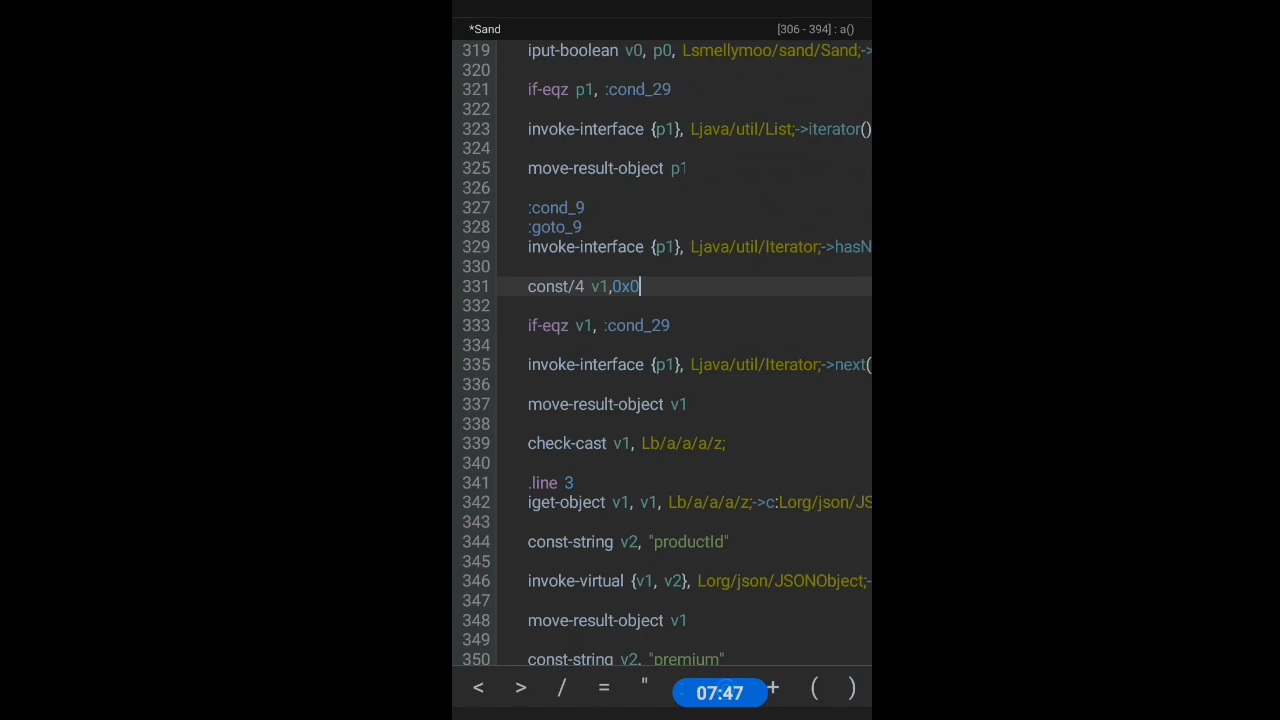 *Sand [306 - 394] : a()
319 iput-boolean v0, p0, Lsmellymoo/sand/Sand;->
320
321 if-eqz p1, :cond_29
322
323 invoke-interface {p1}, Ljava/util/List;->iterator()
324
325 move-result-object p1
326
327 :cond_9
328 :goto_9
329 invoke-interface {p1}, Ljava/util/Iterator;->hasN
330
331 const/4 v1,0x0
332
333 if-eqz v1, :cond_29
334
335 invoke-interface {p1}, Ljava/util/Iterator;->next(
336
337 move-result-object v1
338
339 check-cast v1, Lb/a/a/a/z;
340
341 .line 3
342 iget-object v1, v1, Lb/a/a/a/z;->c:Lorg/json/JS
343
344 const-string v2, "productId"
345
346 invoke-virtual {v1, v2}, Lorg/json/JSONObject;-
347
348 move-result-object v1
349
350 const-string v2, "premium"
< > / = " 07:47 + ( )